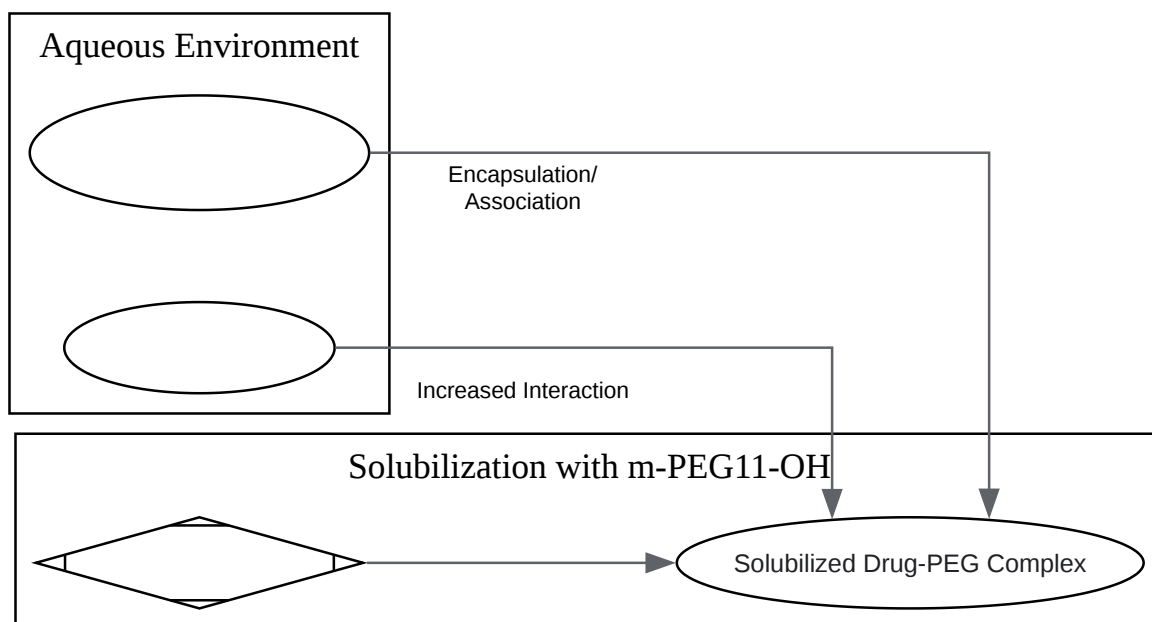 Aqueous Environment
Encapsulation/
Association
Increased Interaction
Solubilization with m-PEG11-OH
Solubilized Drug-PEG Complex